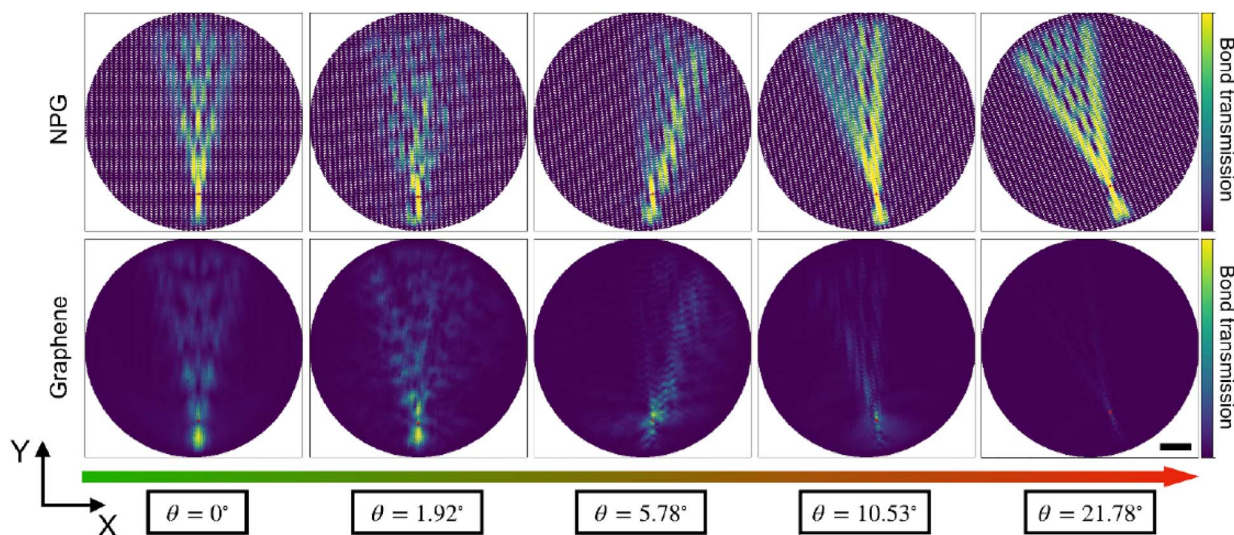 NPG
Bond transmission
Graphene
Bond transmission
Y
X
θ = 0°
θ = 1.92°
θ = 5.78°
θ = 10.53°
θ = 21.78°